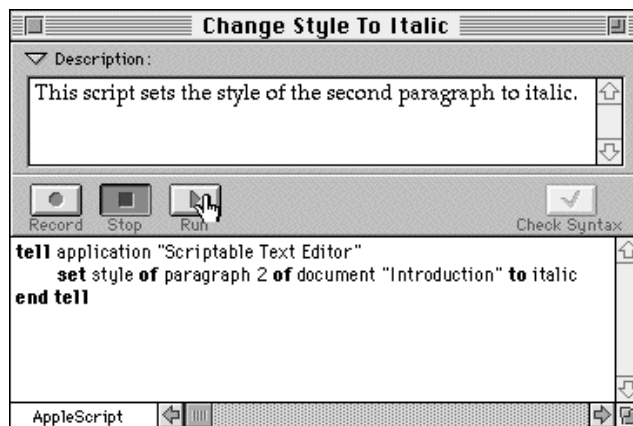 Change Style To Italic
Description:
This script sets the style of the second paragraph to italic.
Record Stop Run Check Syntax
tell application "Scriptable Text Editor"
set style of paragraph 2 of document "Introduction" to italic
end tell
AppleScript